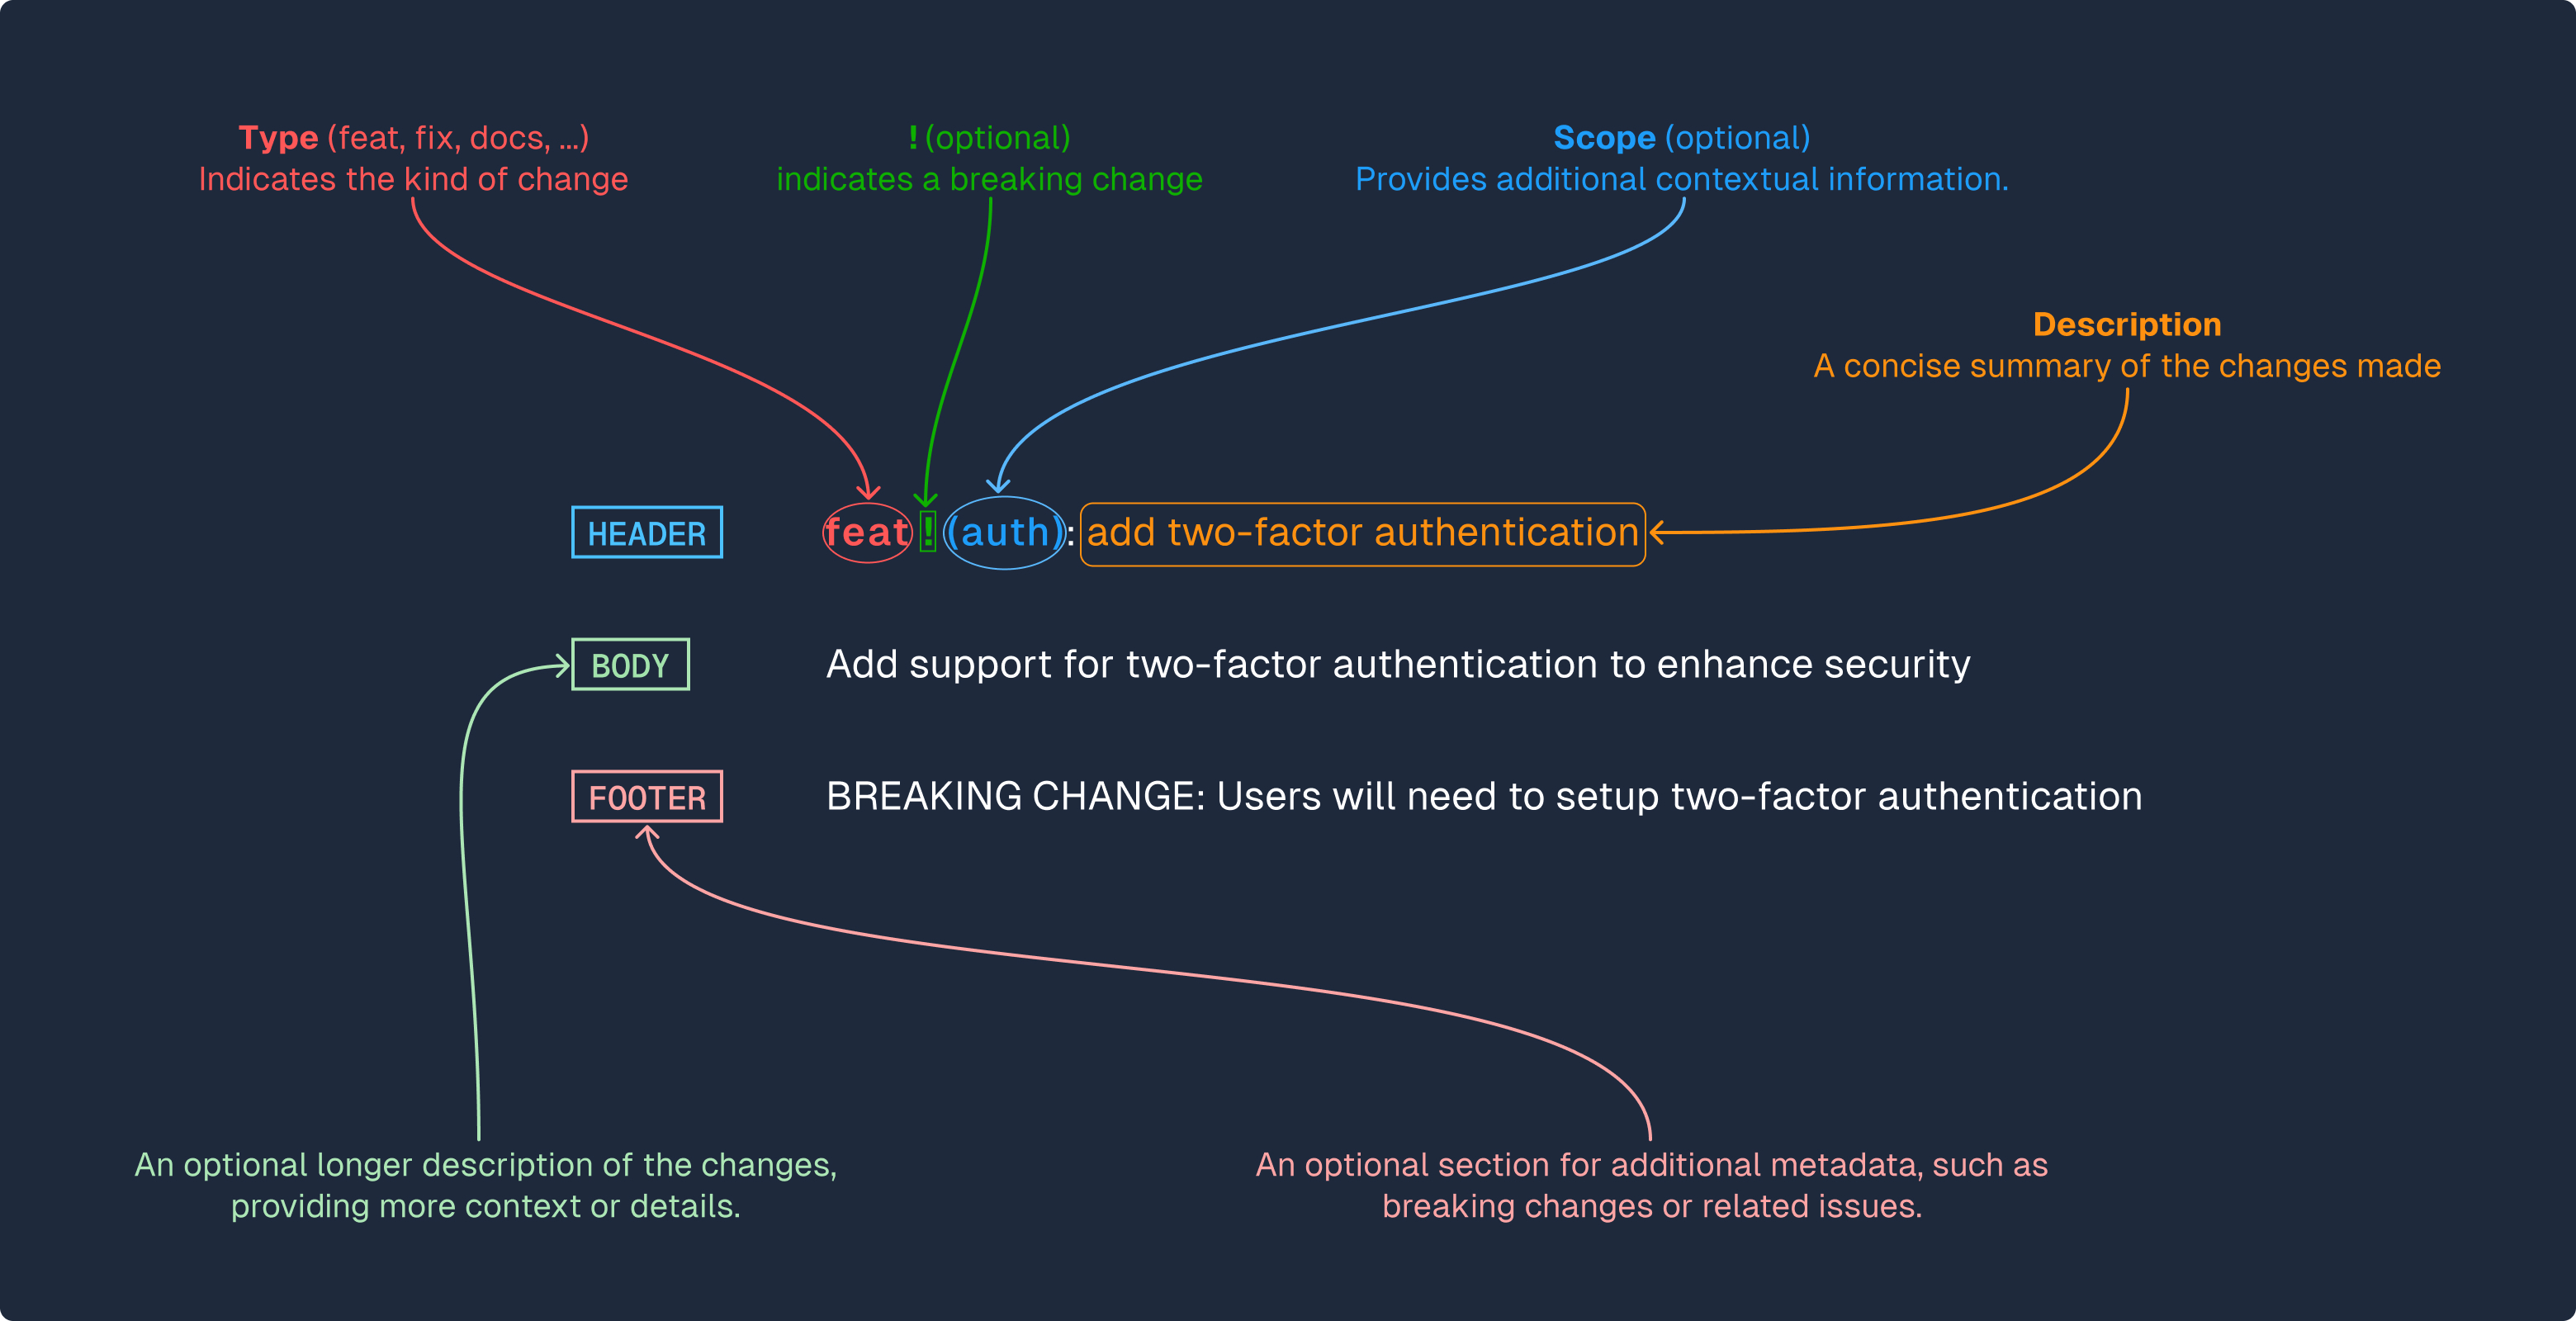 Type (feat, fix, docs, ...)
Indicates the kind of change
! (optional)
indicates a breaking change
Scope (optional)
Provides additional contextual information.
Description
A concise summary of the changes made
HEADER
feat ! (auth): add two-factor authentication
BODY
Add support for two-factor authentication to enhance security
FOOTER
BREAKING CHANGE: Users will need to setup two-factor authentication
An optional longer description of the changes,
providing more context or details.
An optional section for additional metadata, such as
breaking changes or related issues.